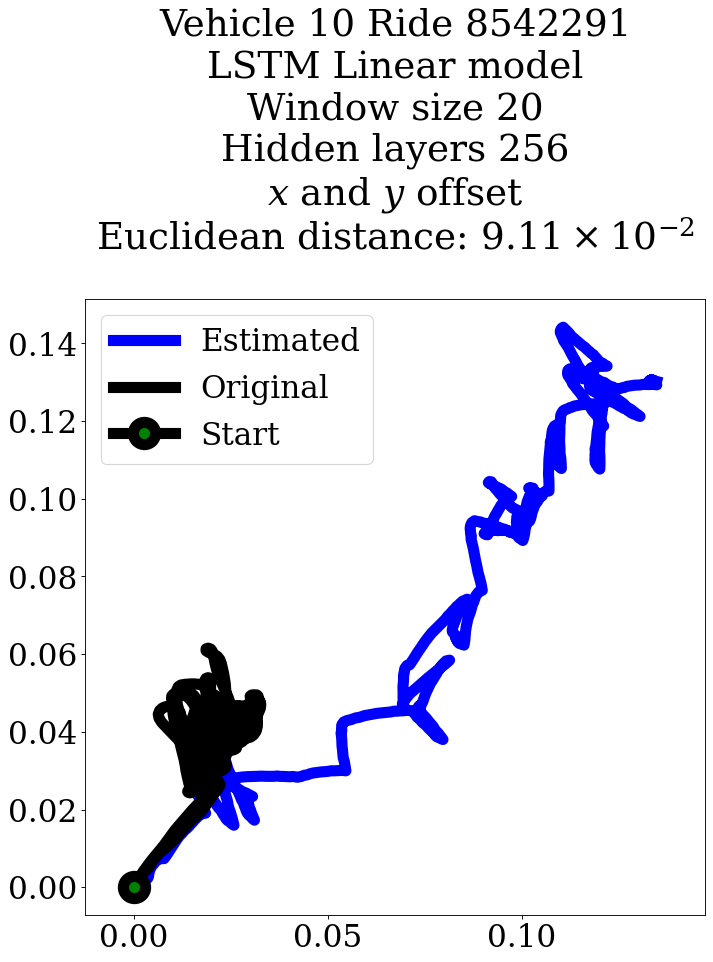 Vehicle 10 Ride 8542291
LSTM Linear model
Window size 20
Hidden layers 256
x and y offset
Euclidean distance: 9.11 × 10⁻²
Estimated
Original
Start
0.14
0.12
0.10
0.08
0.06
0.04
0.02
0.00
0.00 0.05 0.10